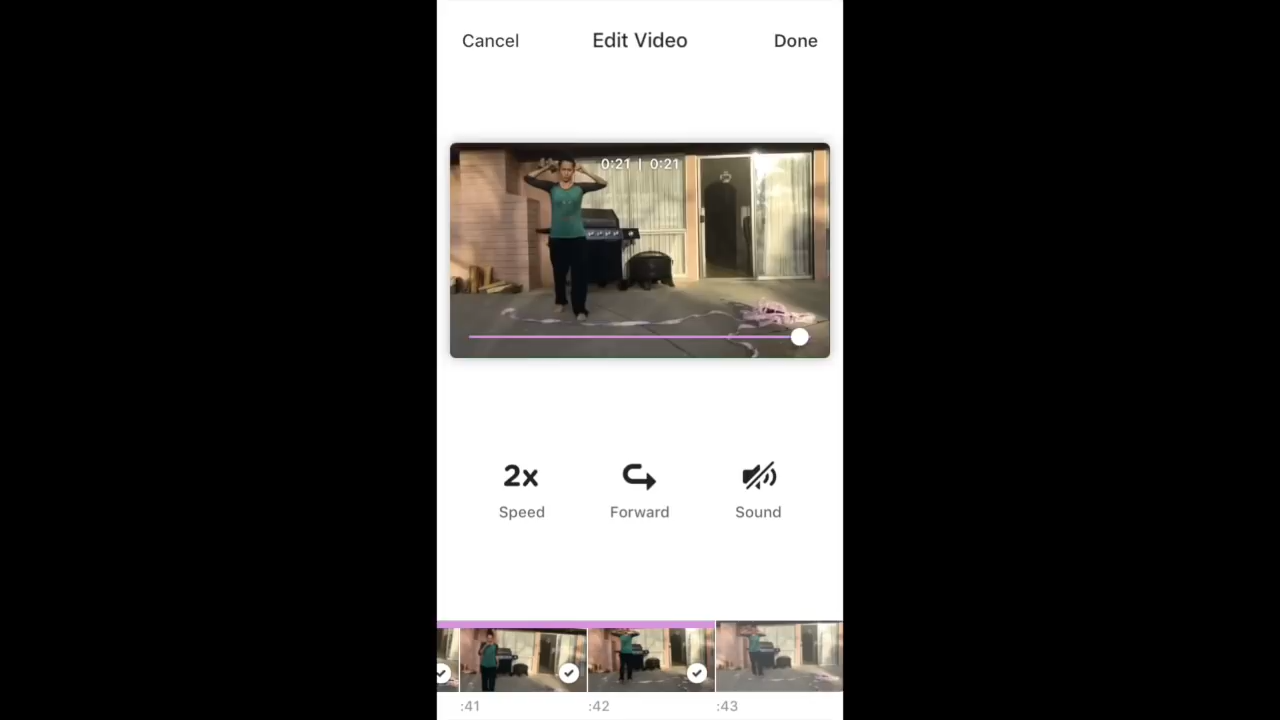 Cancel Edit Video Done
0:21 | 0:21
2x
Speed Forward Sound
:41 :42 :43